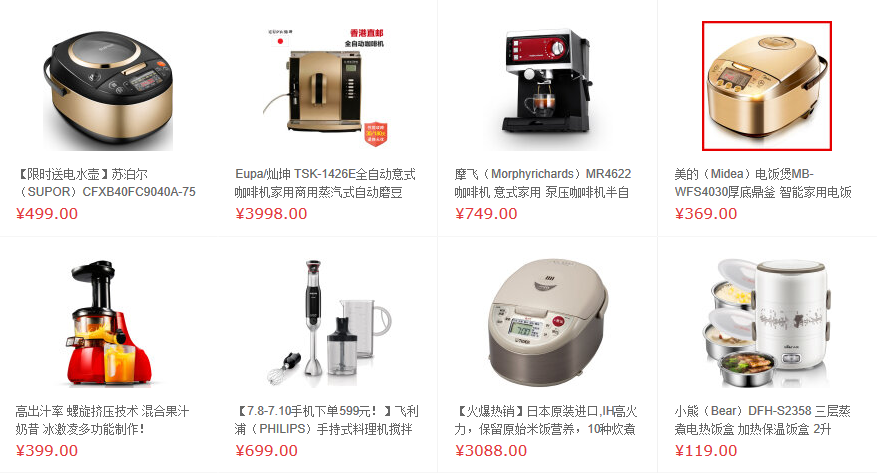 EUPA 灿坤
香港直邮
全自动咖啡机
【限时送电水壶】苏泊尔
（SUPOR）CFXB40FC9040A-75
¥499.00
Eupa/灿坤 TSK-1426E全自动意式
咖啡机家用商用蒸汽式自动磨豆
¥3998.00
摩飞（Morphyrichards）MR4622
咖啡机 意式家用 泵压咖啡机半自
¥749.00
美的（Midea）电饭煲MB-
WFS4030厚底鼎釜 智能家用电饭
¥369.00
TIGER
高出汁率 螺旋挤压技术 混合果汁
奶昔 冰激凌多功能制作！
¥399.00
【7.8-7.10手机下单599元！】飞利
浦（PHILIPS）手持式料理机搅拌
¥699.00
【火爆热销】日本原装进口,IH高火
力，保留原始米饭营养，10种炊煮
¥3088.00
小熊（Bear）DFH-S2358 三层蒸
煮电热饭盒 加热保温饭盒 2升
¥119.00